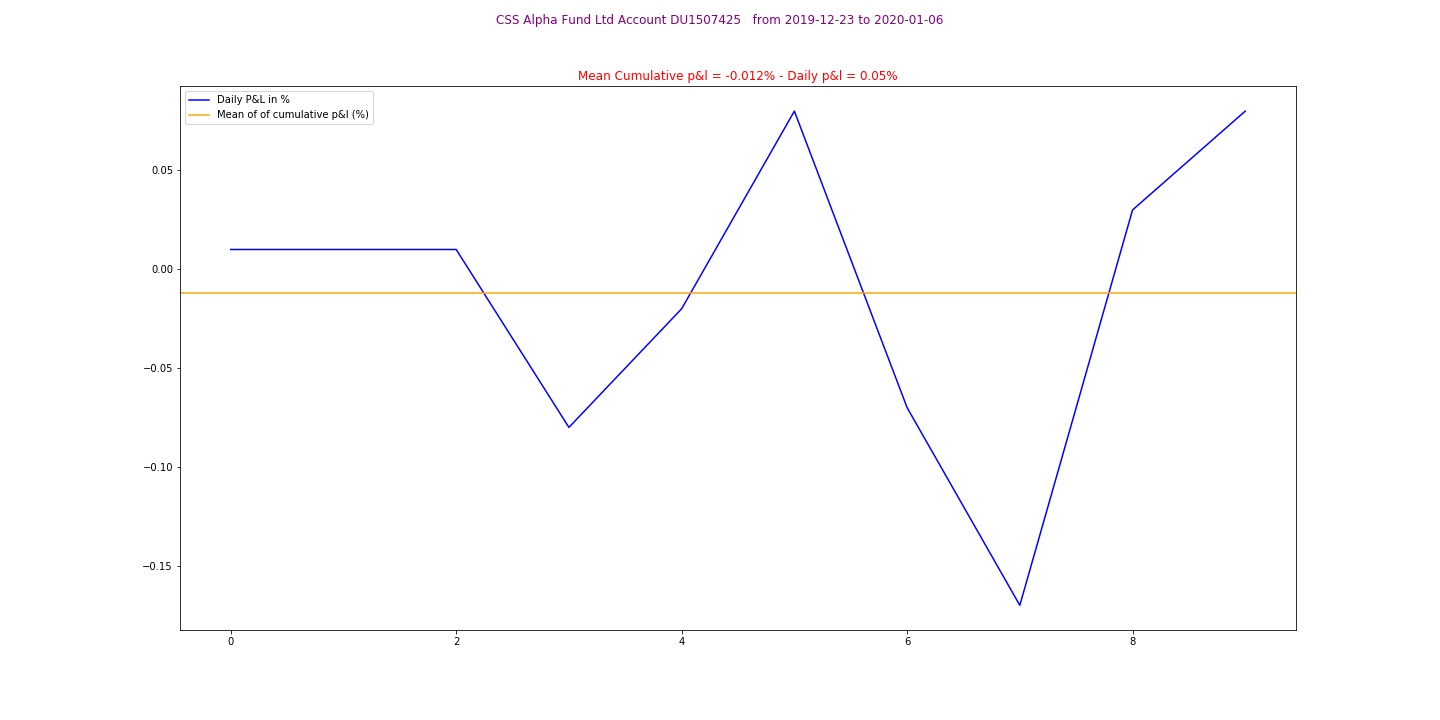 CSS Alpha Fund Ltd Account DU1507425   from 2019-12-23 to 2020-01-06
Mean Cumulative p&l = -0.012% - Daily p&l = 0.05%
Daily P&L in %
Mean of of cumulative p&l (%)
0.05
0.00
−0.05
−0.10
−0.15
0 2 4 6 8